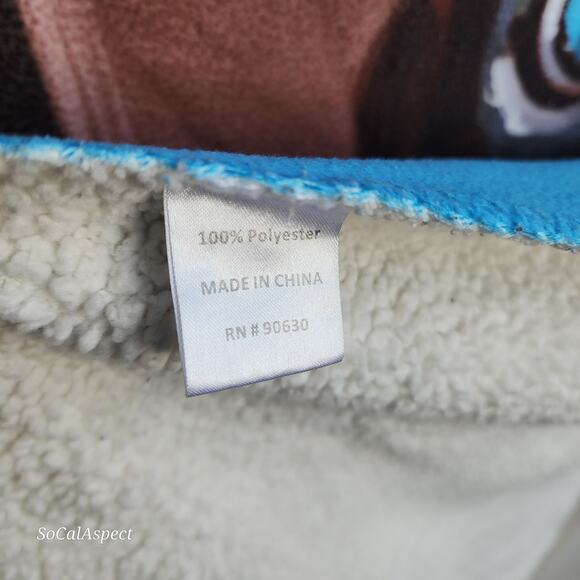 100% Polyester
MADE IN CHINA
RN # 90630
SoCalAspect